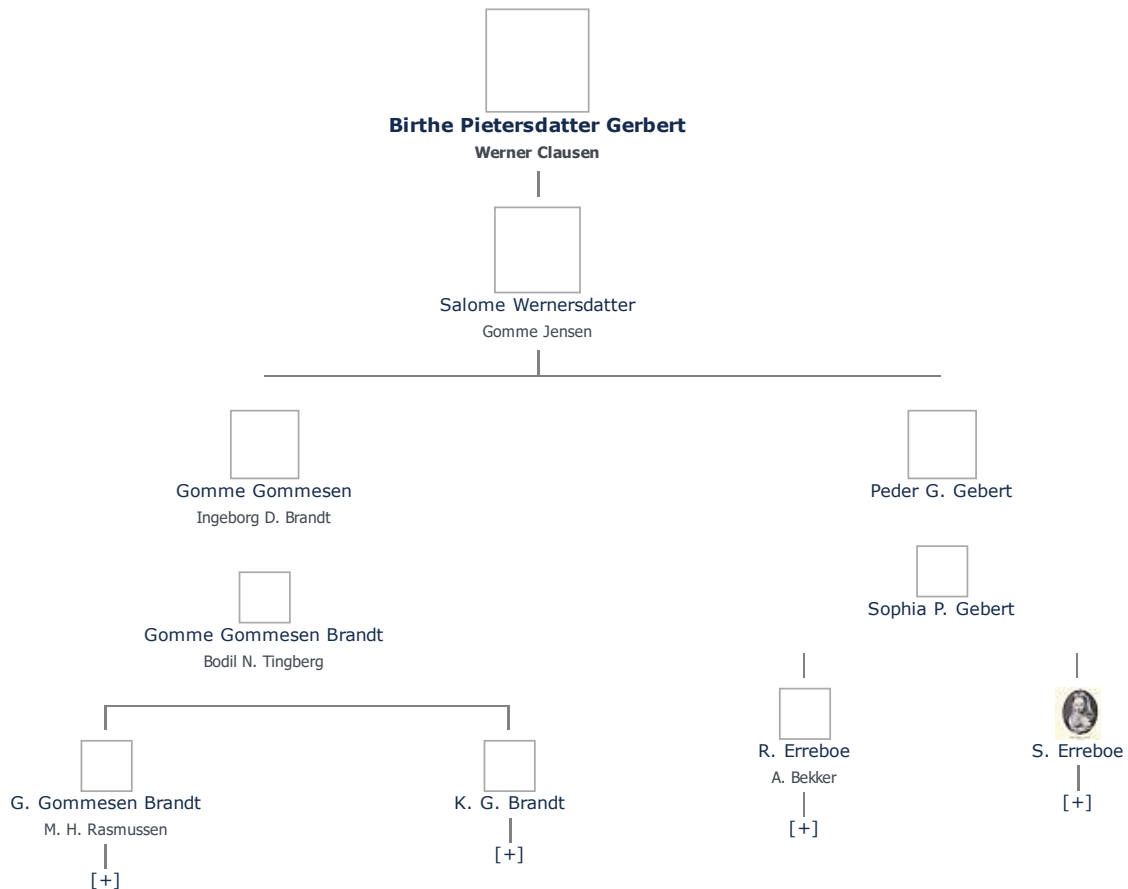 Birthe Pietersdatter Gerbert
Werner Clausen
Salome Wernersdatter
Gomme Jensen
Gomme Gommesen
Ingeborg D. Brandt
Peder G. Gebert
Sophia P. Gebert
Gomme Gommesen Brandt
Bodil N. Tingberg
R. Erreboe
A. Bekker
[+]
S. Erreboe
[+]
G. Gommesen Brandt
M. H. Rasmussen
[+]
K. G. Brandt
[+]